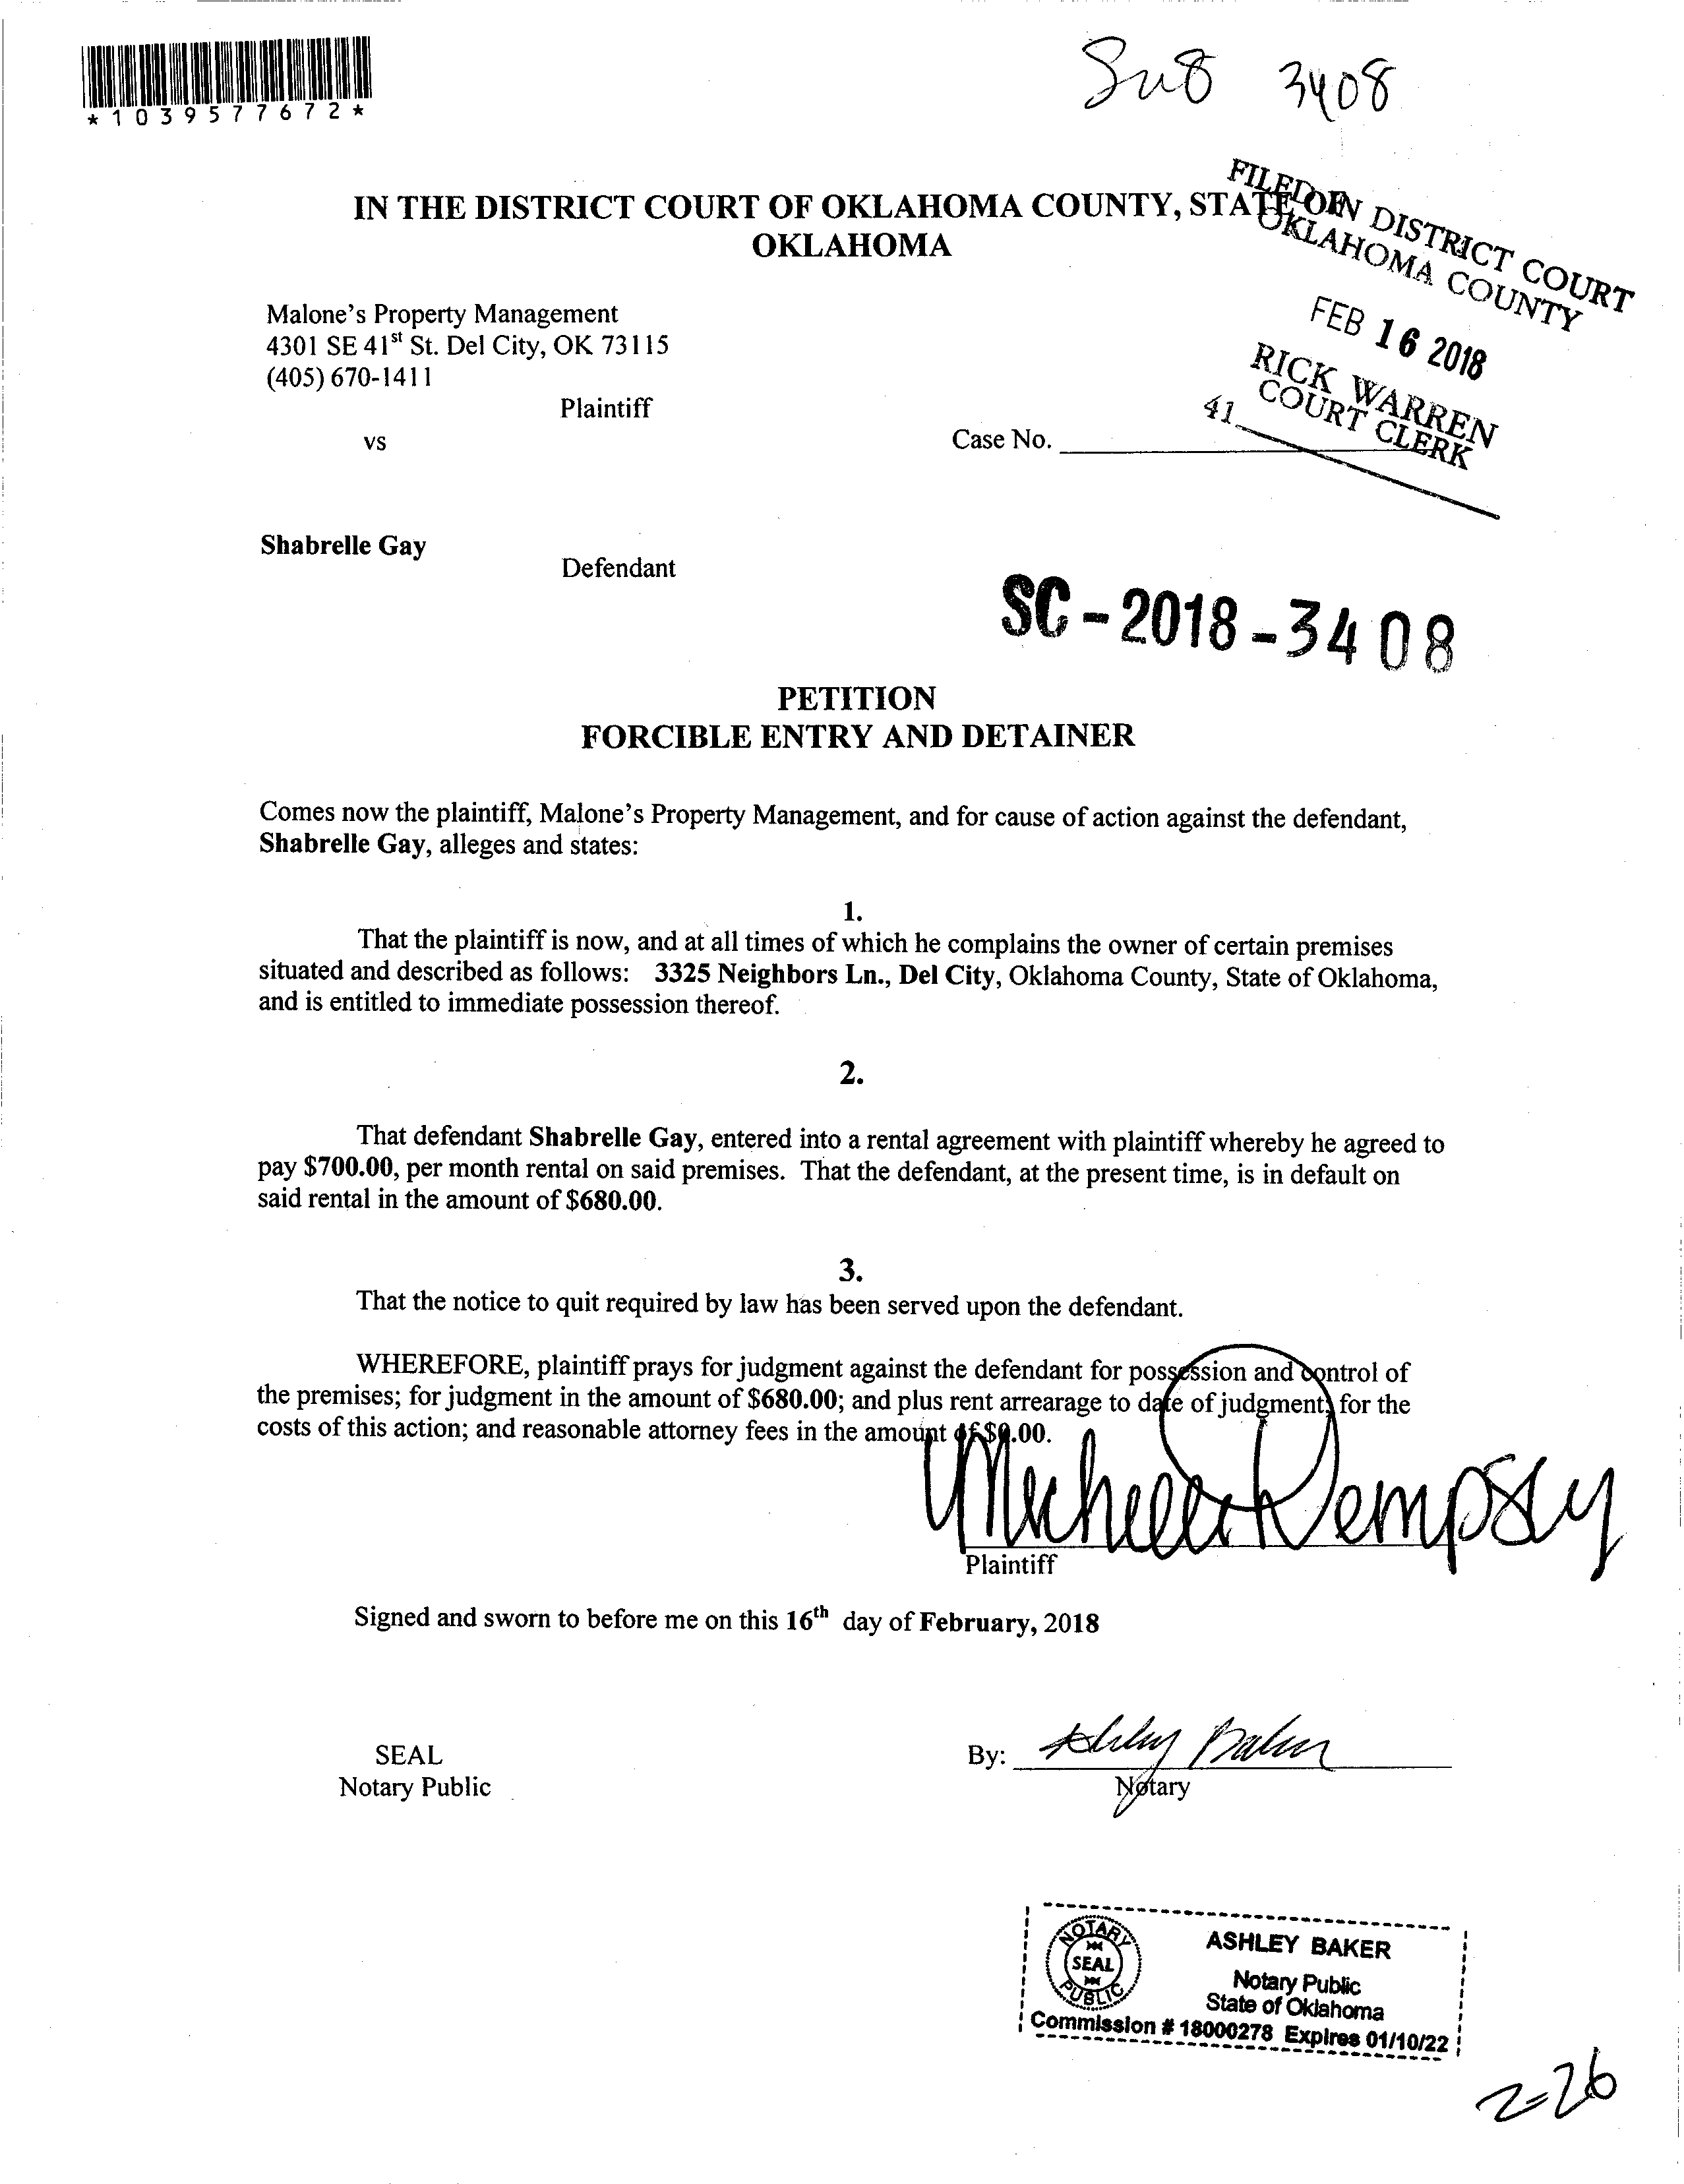 *1039577672*
3408
IN THE DISTRICT COURT OF OKLAHOMA COUNTY, STATE OF
OKLAHOMA
FILED IN DISTRICT COURT
OKLAHOMA COUNTY
FEB 16 2018
RICK WARREN
COURT CLERK
41
Malone's Property Management
4301 SE 41st St. Del City, OK 73115
(405) 670-1411
Plaintiff
vs
Case No.
Shabrelle Gay
Defendant
SC-2018-3408
PETITION
FORCIBLE ENTRY AND DETAINER
Comes now the plaintiff, Malone's Property Management, and for cause of action against the defendant,
Shabrelle Gay, alleges and states:
1.
That the plaintiff is now, and at all times of which he complains the owner of certain premises
situated and described as follows: 3325 Neighbors Ln., Del City, Oklahoma County, State of Oklahoma,
and is entitled to immediate possession thereof.
2.
That defendant Shabrelle Gay, entered into a rental agreement with plaintiff whereby he agreed to
pay $700.00, per month rental on said premises. That the defendant, at the present time, is in default on
said rental in the amount of $680.00.
3.
That the notice to quit required by law has been served upon the defendant.
WHEREFORE, plaintiff prays for judgment against the defendant for possession and control of
the premises; for judgment in the amount of $680.00; and plus rent arrearage to date of judgment; for the
costs of this action; and reasonable attorney fees in the amount of $0.00.
Michelle Dempsey
Plaintiff
Signed and sworn to before me on this 16th day of February, 2018
SEAL
Notary Public
By: Ashley Baker
Notary
NOTARY
SEAL
PUBLIC
ASHLEY BAKER
Notary Public
State of Oklahoma
Commission # 18000278 Expires 01/10/22
2-26